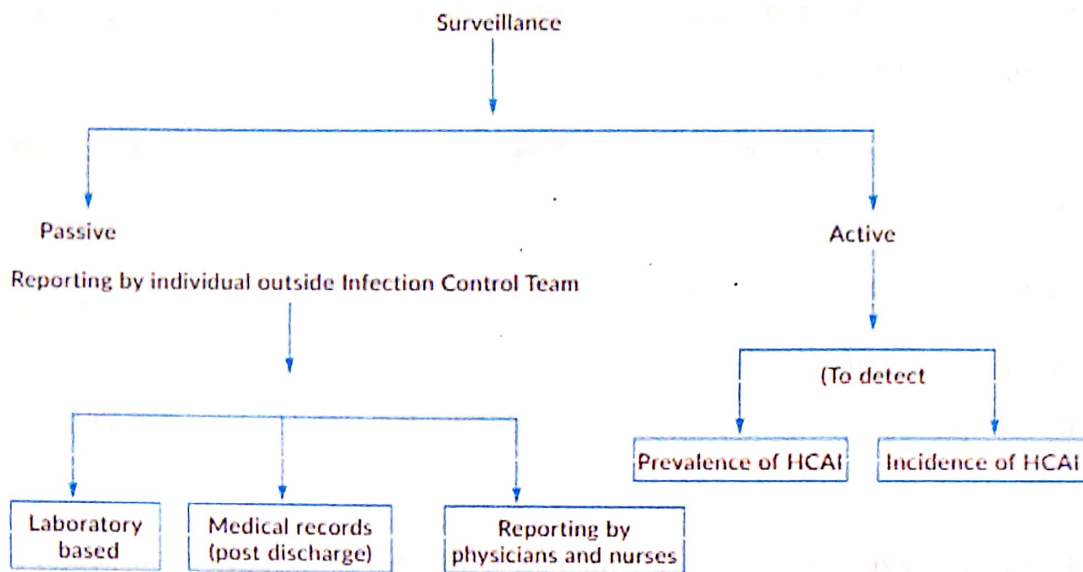 Surveillance
Passive
Active
Reporting by individual outside Infection Control Team
(To detect
Prevalence of HCAI
Incidence of HCAI
Laboratory
based
Medical records
(post discharge)
Reporting by
physicians and nurses